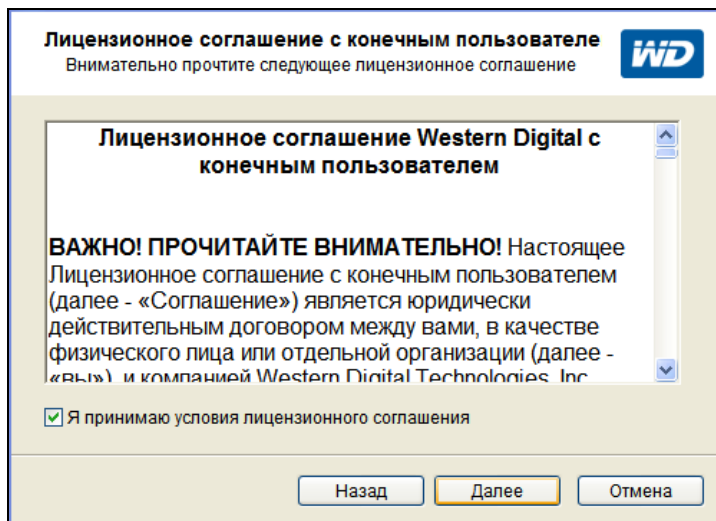 Лицензионное соглашение с конечным пользователе
Внимательно прочтите следующее лицензионное соглашение
WD
Лицензионное соглашение Western Digital с
конечным пользователем
ВАЖНО! ПРОЧИТАЙТЕ ВНИМАТЕЛЬНО! Настоящее
Лицензионное соглашение с конечным пользователем
(далее - «Соглашение») является юридически
действительным договором между вами, в качестве
физического лица или отдельной организации (далее -
«вы»), и компанией Western Digital Technologies, Inc.
Я принимаю условия лицензионного соглашения
Назад
Далее
Отмена